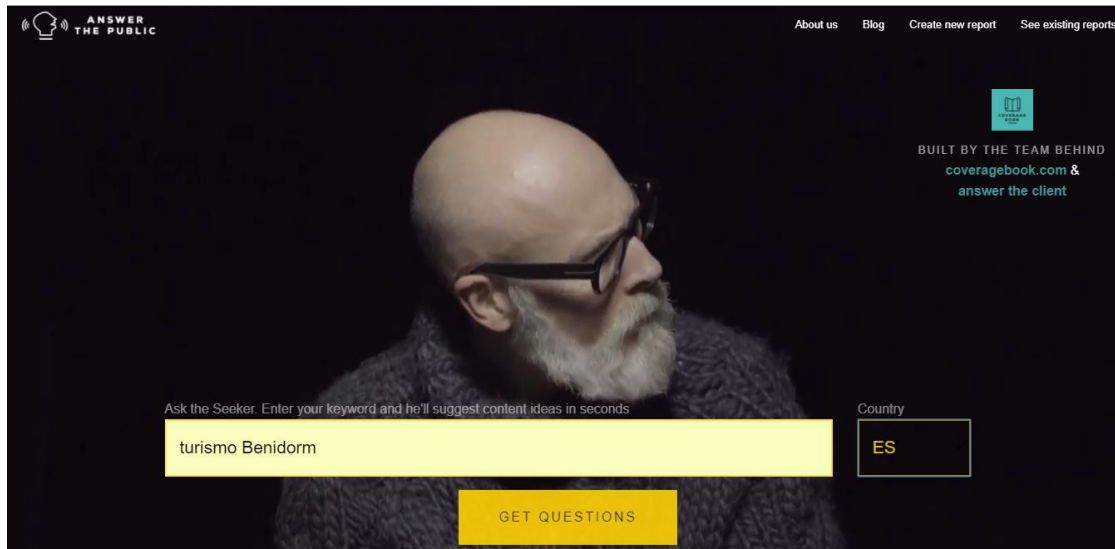 ANSWER
THE PUBLIC
About us Blog Create new report See existing reports
COVERAGE
BOOK
BUILT BY THE TEAM BEHIND
coveragebook.com &
answer the client
Ask the Seeker. Enter your keyword and he'll suggest content ideas in seconds
Country
turismo Benidorm
ES
GET QUESTIONS